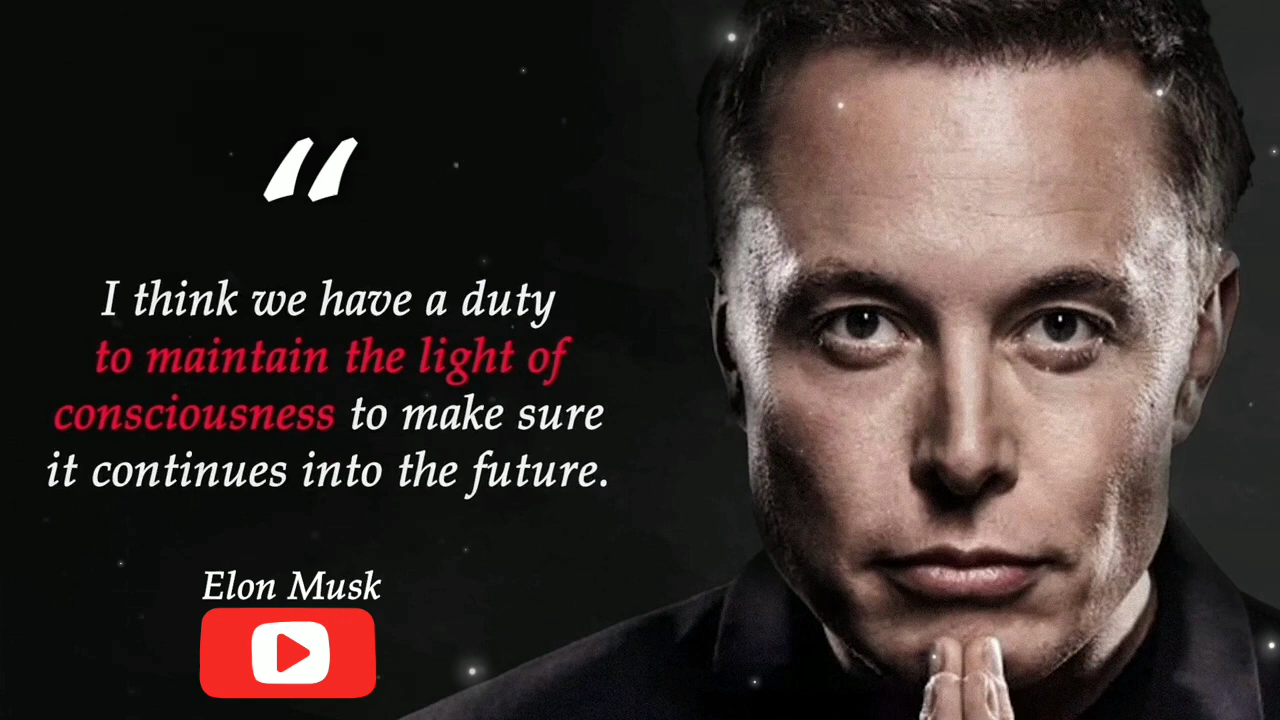 “
I think we have a duty
to maintain the light of
consciousness to make sure
it continues into the future.
Elon Musk